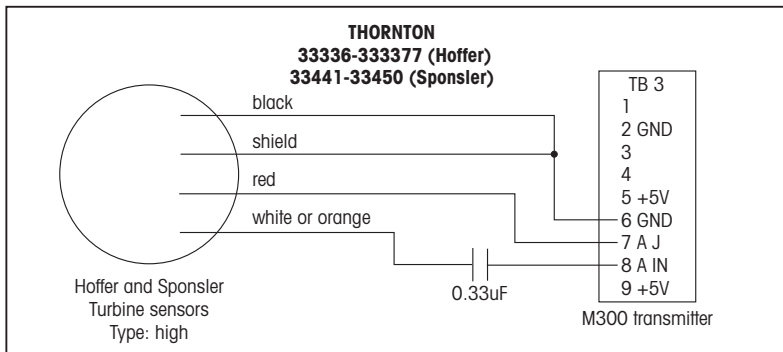 THORNTON
33336-333377 (Hoffer)
33441-33450 (Sponsler)
black
shield
red
white or orange
0.33uF
Hoffer and Sponsler
Turbine sensors
Type: high
TB 3
1
2 GND
3
4
5 +5V
6 GND
7 A J
8 A IN
9 +5V
M300 transmitter